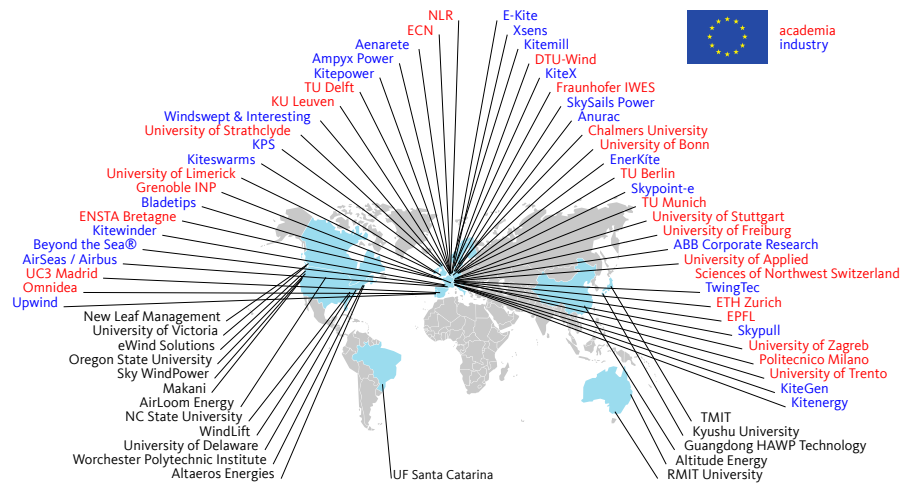 NLR
ECN
Aenarete
Ampyx Power
Kitepower
TU Delft
KU Leuven
Windswept & Interesting
University of Strathclyde
KPS
Kiteswarms
University of Limerick
Grenoble INP
Bladetips
ENSTA Bretagne
Kitewinder
Beyond the Sea®
AirSeas / Airbus
UC3 Madrid
Omnidea
Upwind
New Leaf Management
University of Victoria
eWind Solutions
Oregon State University
Sky WindPower
Makani
AirLoom Energy
NC State University
WindLift
University of Delaware
Worchester Polytechnic Institute
Altaeros Energies
UF Santa Catarina
E-Kite
Xsens
Kitemill
DTU-Wind
KiteX
Fraunhofer IWES
SkySails Power
Anurac
Chalmers University
University of Bonn
EnerKíte
TU Berlin
Skypoint-e
TU Munich
University of Stuttgart
University of Freiburg
ABB Corporate Research
University of Applied
Sciences of Northwest Switzerland
TwingTec
ETH Zurich
EPFL
Skypull
University of Zagreb
Politecnico Milano
University of Trento
KiteGen
Kitenergy
TMIT
Kyushu University
Guangdong HAWP Technology
Altitude Energy
RMIT University
academia
industry